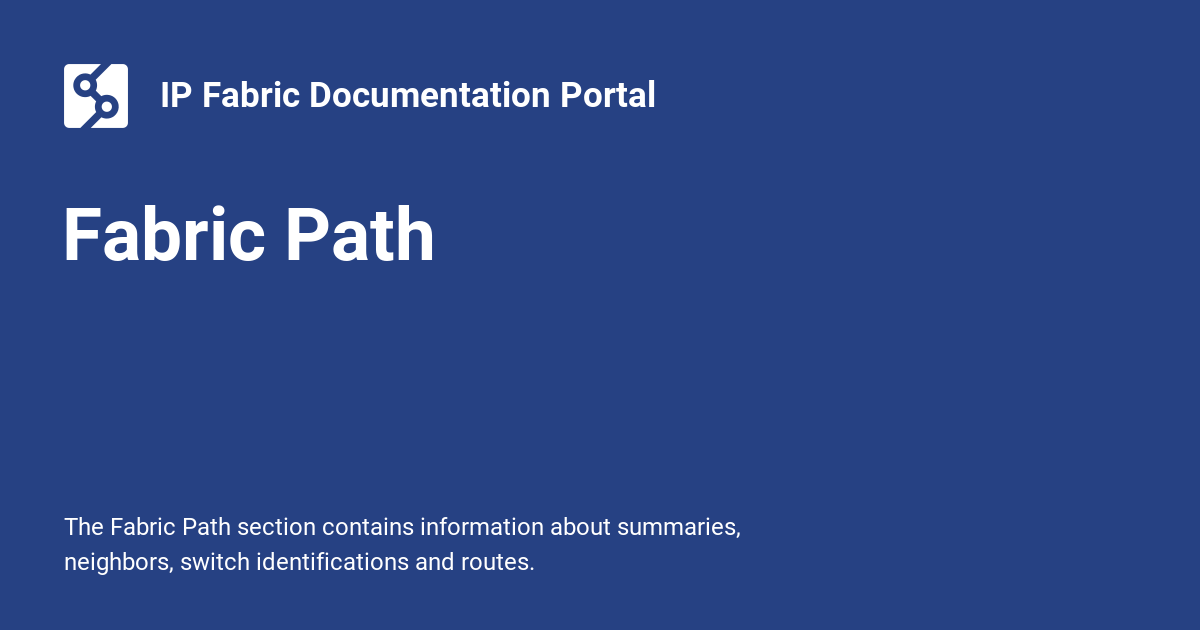 IP Fabric Documentation Portal
Fabric Path
The Fabric Path section contains information about summaries,
neighbors, switch identifications and routes.